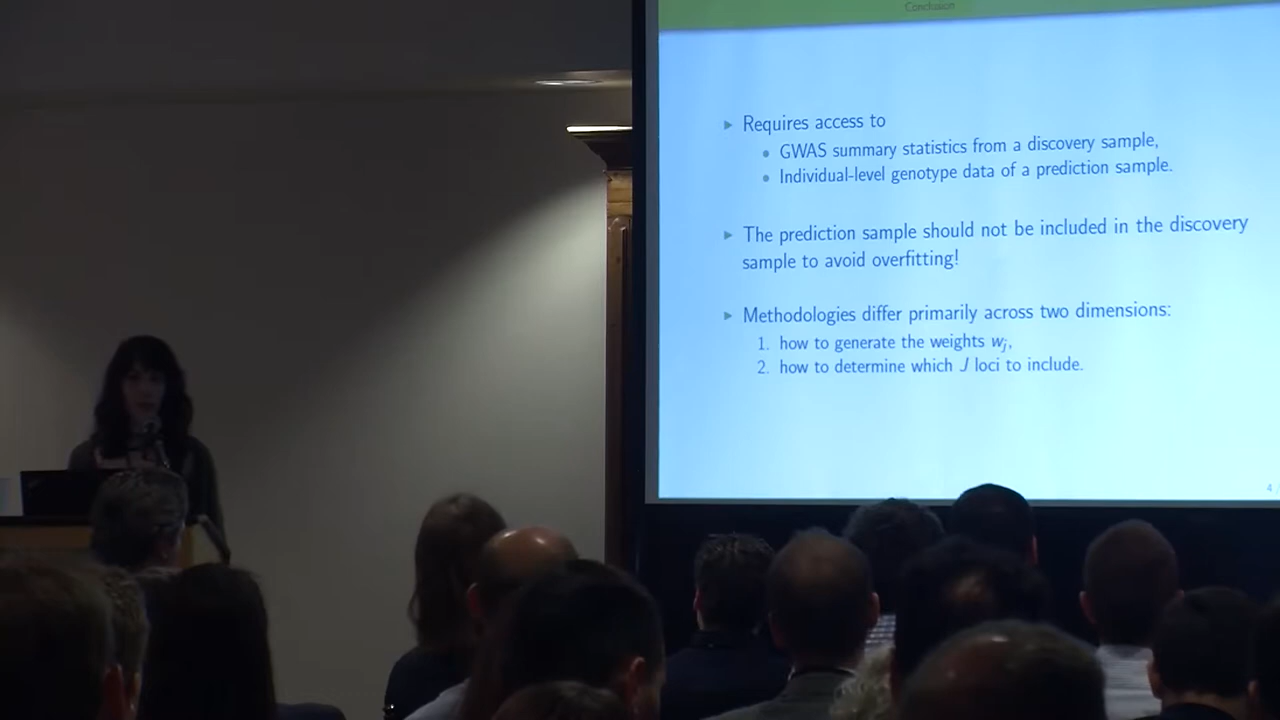 Conclusion
► Requires access to
• GWAS summary statistics from a discovery sample,
• Individual-level genotype data of a prediction sample.
► The prediction sample should not be included in the discovery
sample to avoid overfitting!
► Methodologies differ primarily across two dimensions:
1. how to generate the weights wj,
2. how to determine which J loci to include.
4 /